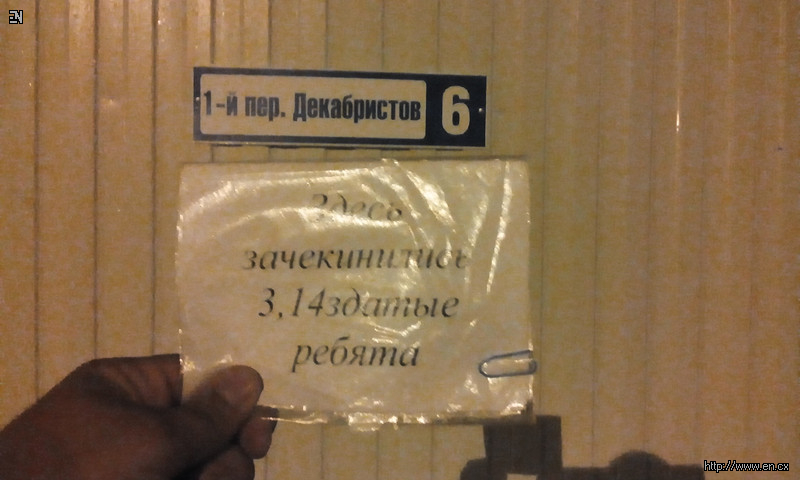 EN
1-й пер. Декабристов 6
Здесь
зачекинились
3,14здатые
ребята
http://www.en.cx